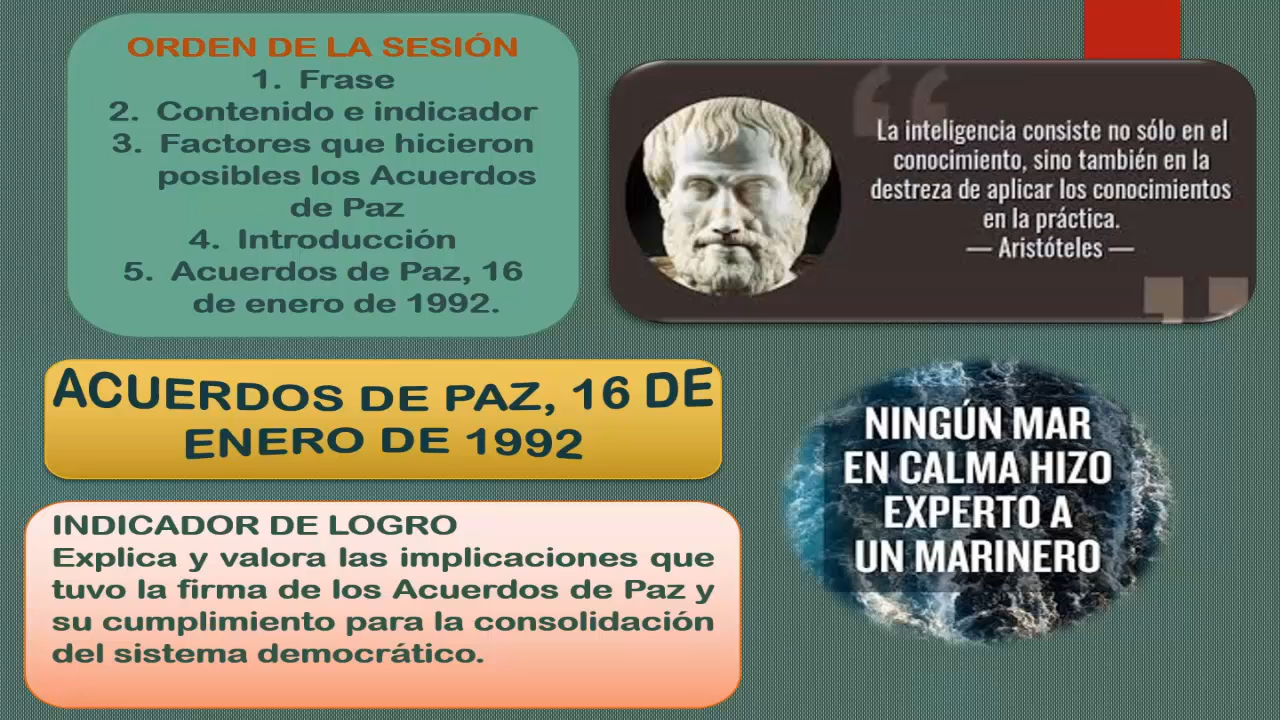 ORDEN DE LA SESIÓN
1. Frase
2. Contenido e indicador
3. Factores que hicieron
posibles los Acuerdos
de Paz
4. Introducción
5. Acuerdos de Paz, 16
de enero de 1992.
La inteligencia consiste no sólo en el
conocimiento, sino también en la
destreza de aplicar los conocimientos
en la práctica.
— Aristóteles —
ACUERDOS DE PAZ, 16 DE
ENERO DE 1992
NINGÚN MAR
EN CALMA HIZO
EXPERTO A
UN MARINERO
INDICADOR DE LOGRO
Explica y valora las implicaciones que
tuvo la firma de los Acuerdos de Paz y
su cumplimiento para la consolidación
del sistema democrático.